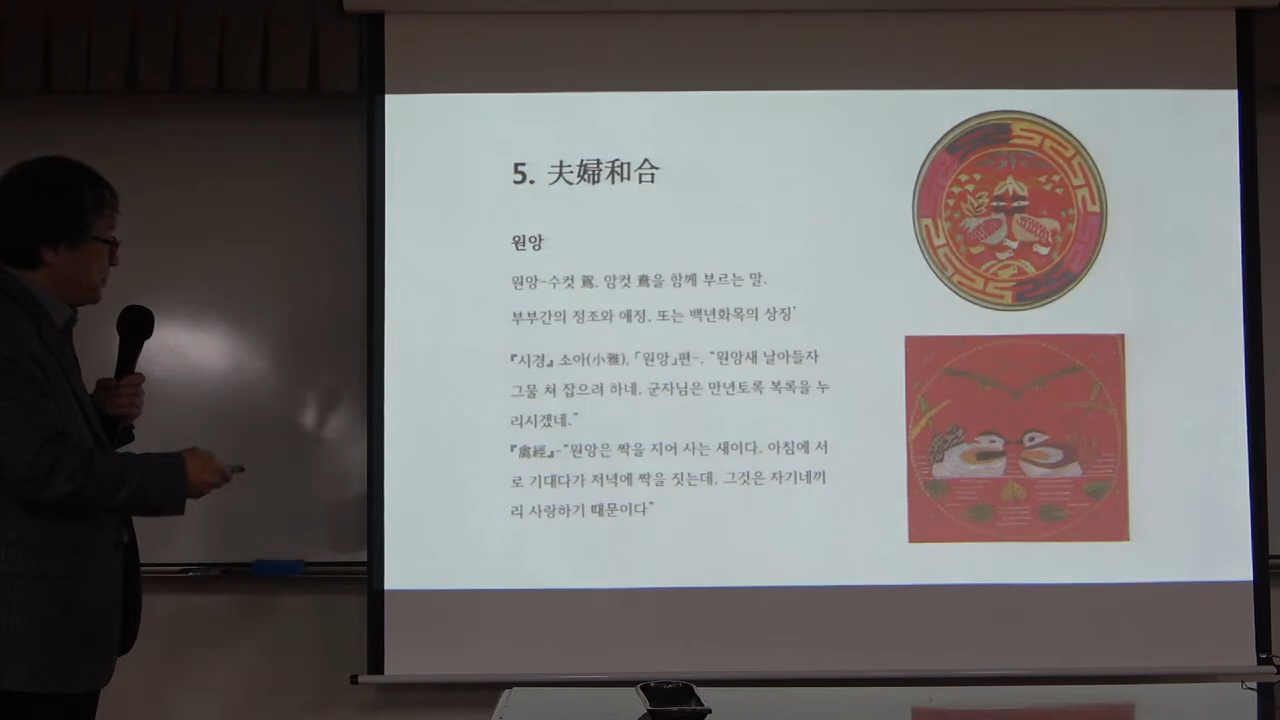 5. 夫婦和合
원앙
원앙-수컷 鴛, 암컷 鴦을 함께 부르는 말.
부부간의 정조와 애정, 또는 백년화목의 상징'
『시경』 소아(小雅), 「원앙」편-, "원앙새 날아들자
그물 쳐 잡으려 하네, 군자님은 만년토록 복록을 누
리시겠네."
『禽經』-"원앙은 짝을 지어 사는 새이다. 아침에 서
로 기대다가 저녁에 짝을 짓는데, 그것은 자기네끼
리 사랑하기 때문이다"